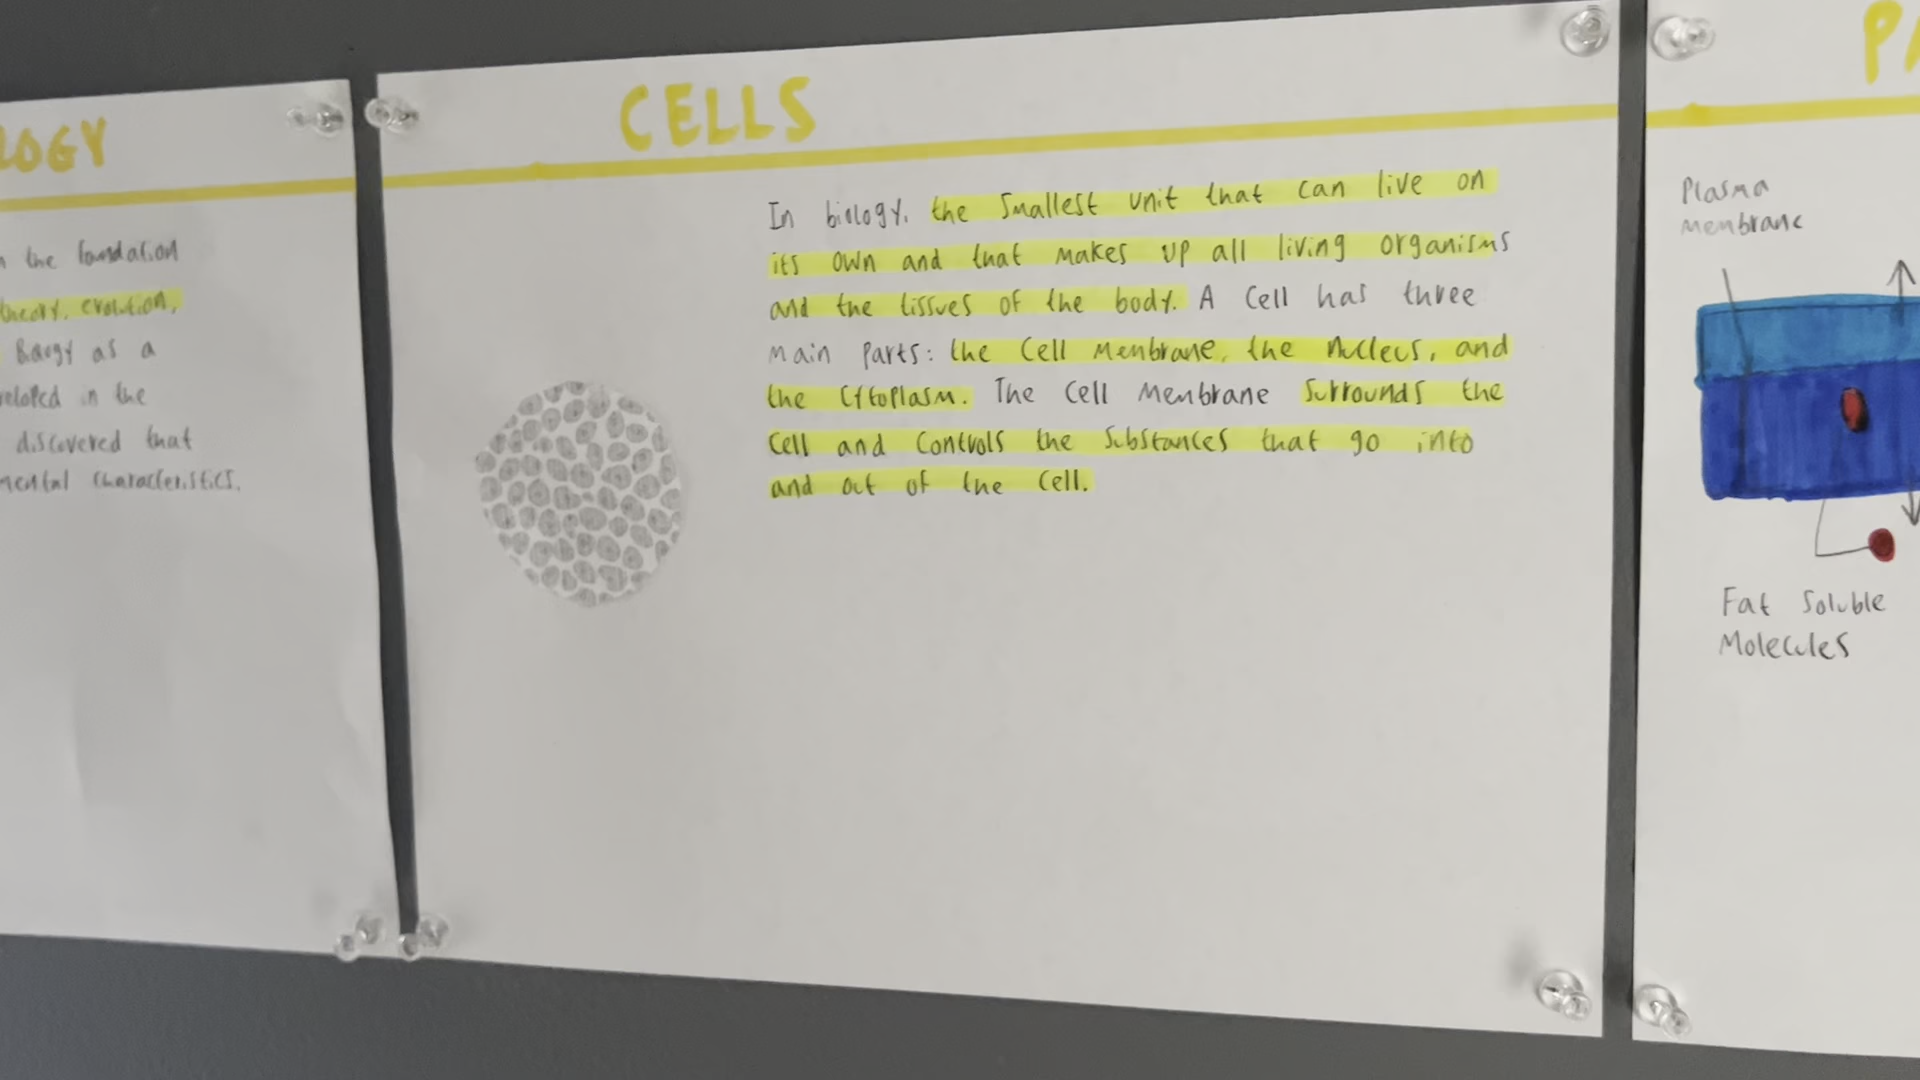 LOGY
the foundation
theory, evolution,
Biology as a
in the
discovered that
mental characteristics.
CELLS
In biology, the smallest unit that can live on
its own and that makes up all living organisms
and the tissues of the body. A cell has three
main parts: the cell membrane, the nucleus, and
the cytoplasm. The cell membrane surrounds the
cell and controls the substances that go into
and out of the cell.
PA
Plasma
Membrane
Fat Soluble
Molecules